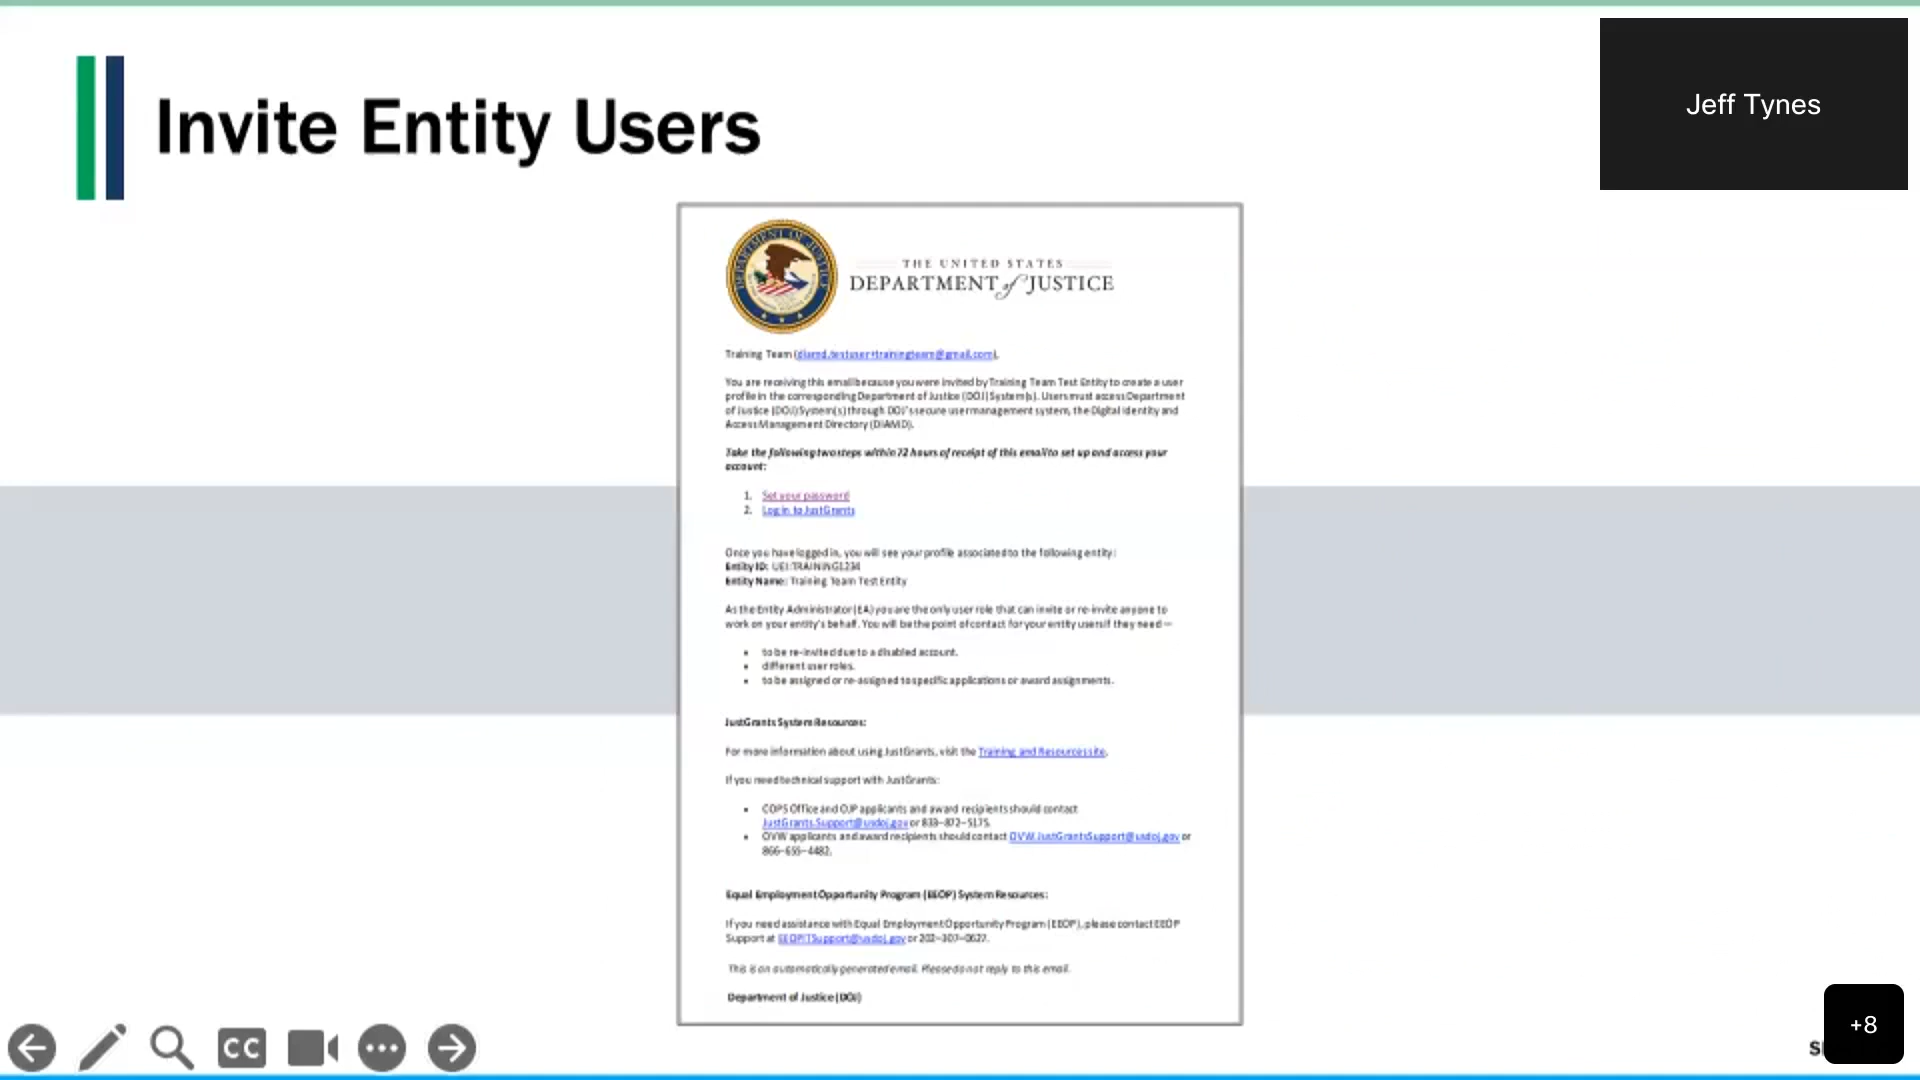 Invite Entity Users
Jeff Tynes
DEPARTMENT OF JUSTICE
THE UNITED STATES
DEPARTMENT of JUSTICE
Training Team (diamd.testuser+trainingteam@gmail.com),
You are receiving this email because you were invited by Training Team Test Entity to create a user
profile in the corresponding Department of Justice (DOJ) System(s). Users must access Department
of Justice (DOJ) System(s) through DOJ's secure user management system, the Digital Identity and
Access Management Directory (DIAMD).
Take the following two steps within 72 hours of receipt of this email to set up and access your
account:
1. Set your password
2. Log in to JustGrants
Once you have logged in, you will see your profile associated to the following entity:
Entity ID: UEI:TRAINING1234
Entity Name: Training Team Test Entity
As the Entity Administrator (EA) you are the only user role that can invite or re-invite anyone to
work on your entity's behalf. You will be the point of contact for your entity users if they need —
• to be re-invited due to a disabled account.
• different user roles.
• to be assigned or re-assigned to specific applications or award assignments.
JustGrants System Resources:
For more information about using JustGrants, visit the Training and Resources site.
If you need technical support with JustGrants:
• COPS Office and OJP applicants and award recipients should contact
JustGrants.Support@usdoj.gov or 833–872–5175.
• OVW applicants and award recipients should contact OVW.JustGrantsSupport@usdoj.gov or
866–655–4482.
Equal Employment Opportunity Program (EEOP) System Resources:
If you need assistance with Equal Employment Opportunity Program (EEOP), please contact EEOP
Support at EEOPITSupport@usdoj.gov or 202–307–0627.
This is an automatically generated email. Please do not reply to this email.
Department of Justice (DOJ)
CC
+8